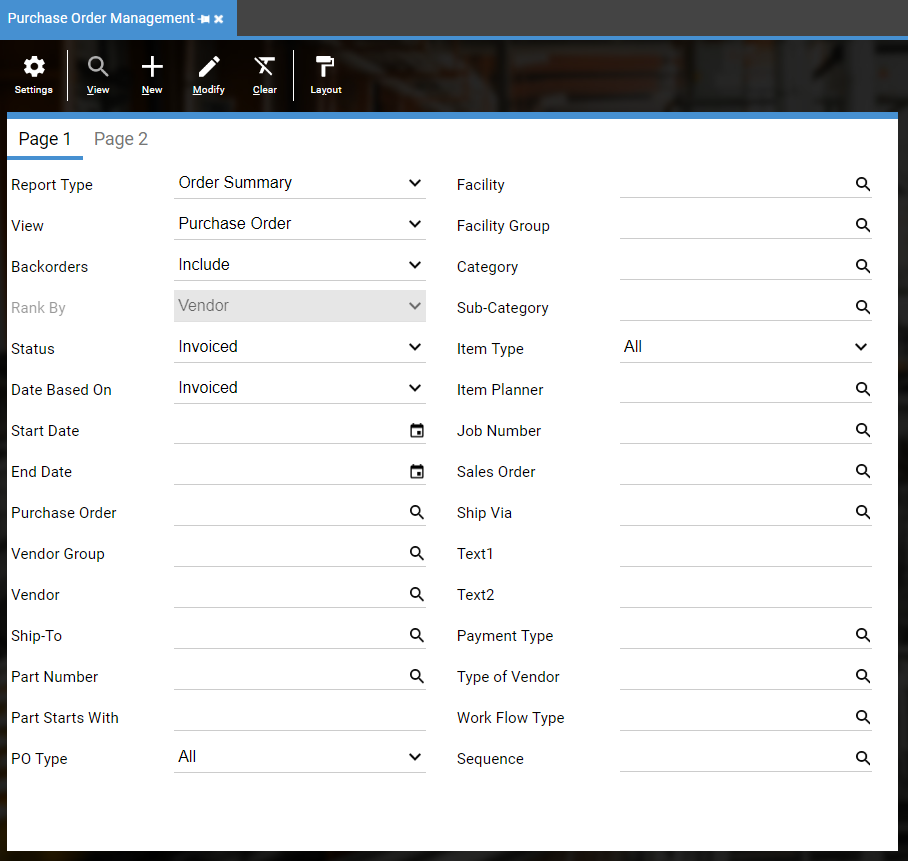 Purchase Order Management
Settings
View
New
Modify
Clear
Layout
Page 1 Page 2
Report Type Order Summary
View Purchase Order
Backorders Include
Rank By Vendor
Status Invoiced
Date Based On Invoiced
Start Date
End Date
Purchase Order
Vendor Group
Vendor
Ship-To
Part Number
Part Starts With
PO Type All
Facility
Facility Group
Category
Sub-Category
Item Type All
Item Planner
Job Number
Sales Order
Ship Via
Text1
Text2
Payment Type
Type of Vendor
Work Flow Type
Sequence